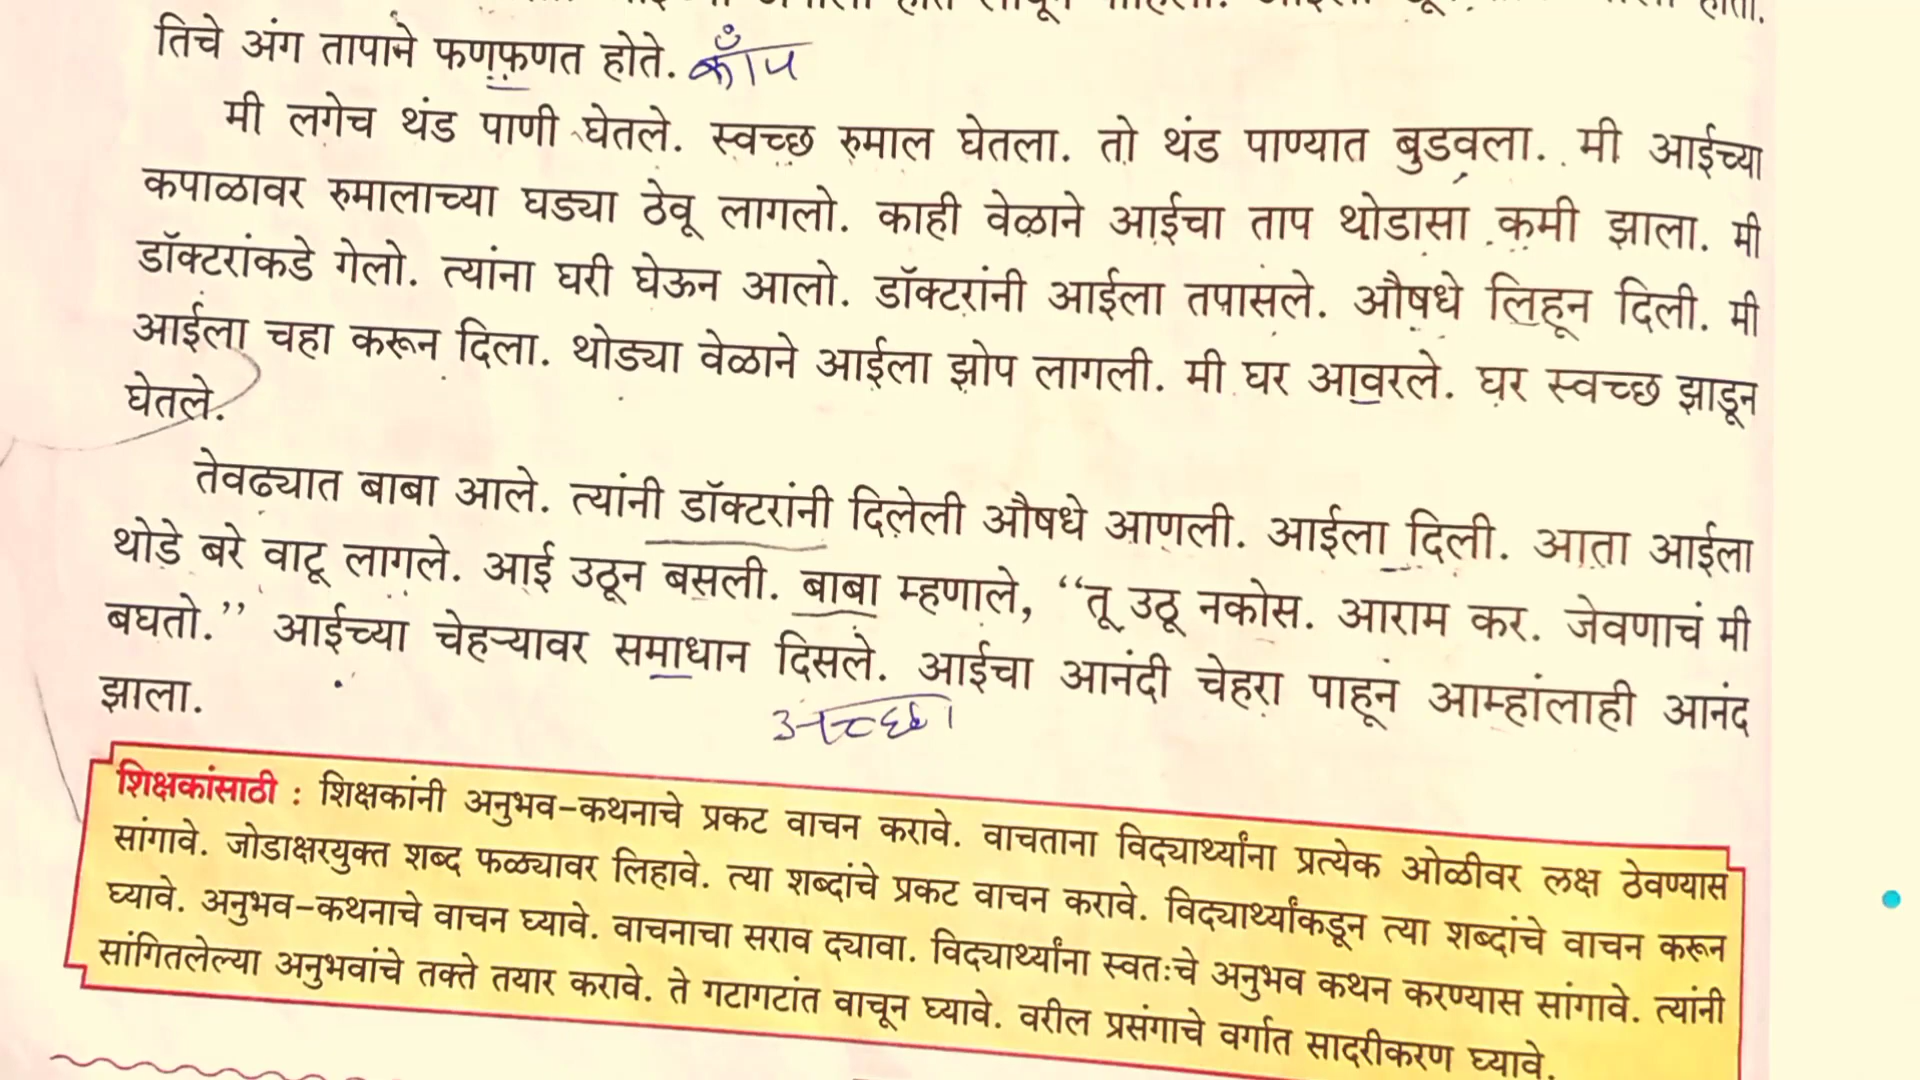 होता.
तिचे अंग तापाने फणफणत होते. काँप
मी लगेच थंड पाणी घेतले. स्वच्छ रुमाल घेतला. तो थंड पाण्यात बुडवला. मी आईच्या
कपाळावर रुमालाच्या घड्या ठेवू लागलो. काही वेळाने आईचा ताप थोडासा कमी झाला. मी
डॉक्टरांकडे गेलो. त्यांना घरी घेऊन आलो. डॉक्टरांनी आईला तपासले. औषधे लिहून दिली. मी
आईला चहा करून दिला. थोड्या वेळाने आईला झोप लागली. मी घर आवरले. घर स्वच्छ झाडून
घेतले.
तेवढ्यात बाबा आले. त्यांनी डॉक्टरांनी दिलेली औषधे आणली. आईला दिली. आता आईला
थोडे बरे वाटू लागले. आई उठून बसली. बाबा म्हणाले, “तू उठू नकोस. आराम कर. जेवणाचं मी
बघतो.” आईच्या चेहऱ्यावर समाधान दिसले. आईचा आनंदी चेहरा पाहून आम्हांलाही आनंद
झाला.
शिक्षकांसाठी : शिक्षकांनी अनुभव-कथनाचे प्रकट वाचन करावे. वाचताना विद्यार्थ्यांना प्रत्येक ओळीवर लक्ष ठेवण्यास
सांगावे. जोडाक्षरयुक्त शब्द फळ्यावर लिहावे. त्या शब्दांचे प्रकट वाचन करावे. विद्यार्थ्यांकडून त्या शब्दांचे वाचन करून
घ्यावे. अनुभव-कथनाचे वाचन घ्यावे. वाचनाचा सराव द्यावा. विद्यार्थ्यांना स्वतःचे अनुभव कथन करण्यास सांगावे. त्यांनी
सांगितलेल्या अनुभवांचे तक्ते तयार करावे. ते गटागटांत वाचून घ्यावे. वरील प्रसंगाचे वर्गात सादरीकरण घ्यावे.